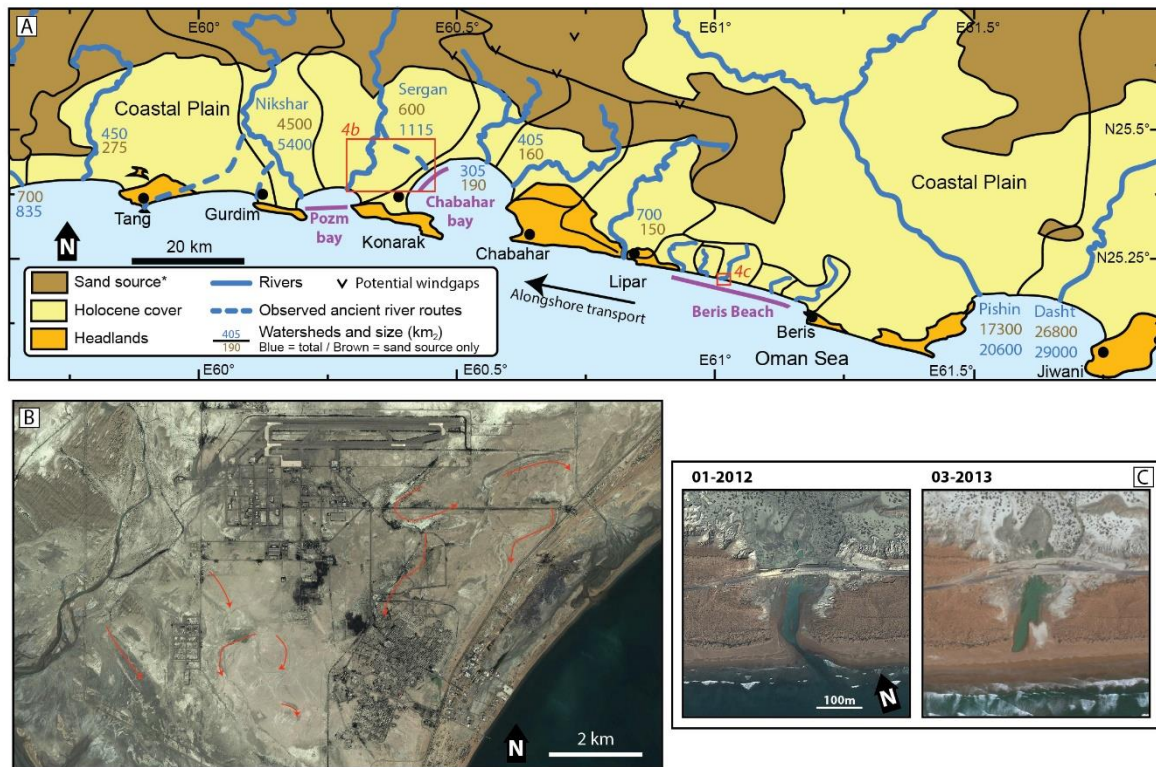 A
E60°
E60.5°
E61°
E61.5°
N25.5°
N25.25°
E60°
E60.5°
E61°
E61.5°
Coastal Plain
Nikshar
4500
5400
450
275
700
835
Sergan
600
1115
4b
405
160
305
190
Chabahar
bay
Pozm
bay
Tang
Gurdim
Konarak
Chabahar
700
150
Lipar
4c
Beris Beach
Beris
Coastal Plain
Pishin
17300
20600
Dasht
26800
29000
Jiwani
Oman Sea
Alongshore transport
N
20 km
Sand source*
Holocene cover
Headlands
Rivers
Potential windgaps
Observed ancient river routes
405
190
Watersheds and size (km2)
Blue = total / Brown = sand source only
B
N
2 km
01-2012
03-2013
C
100m
N